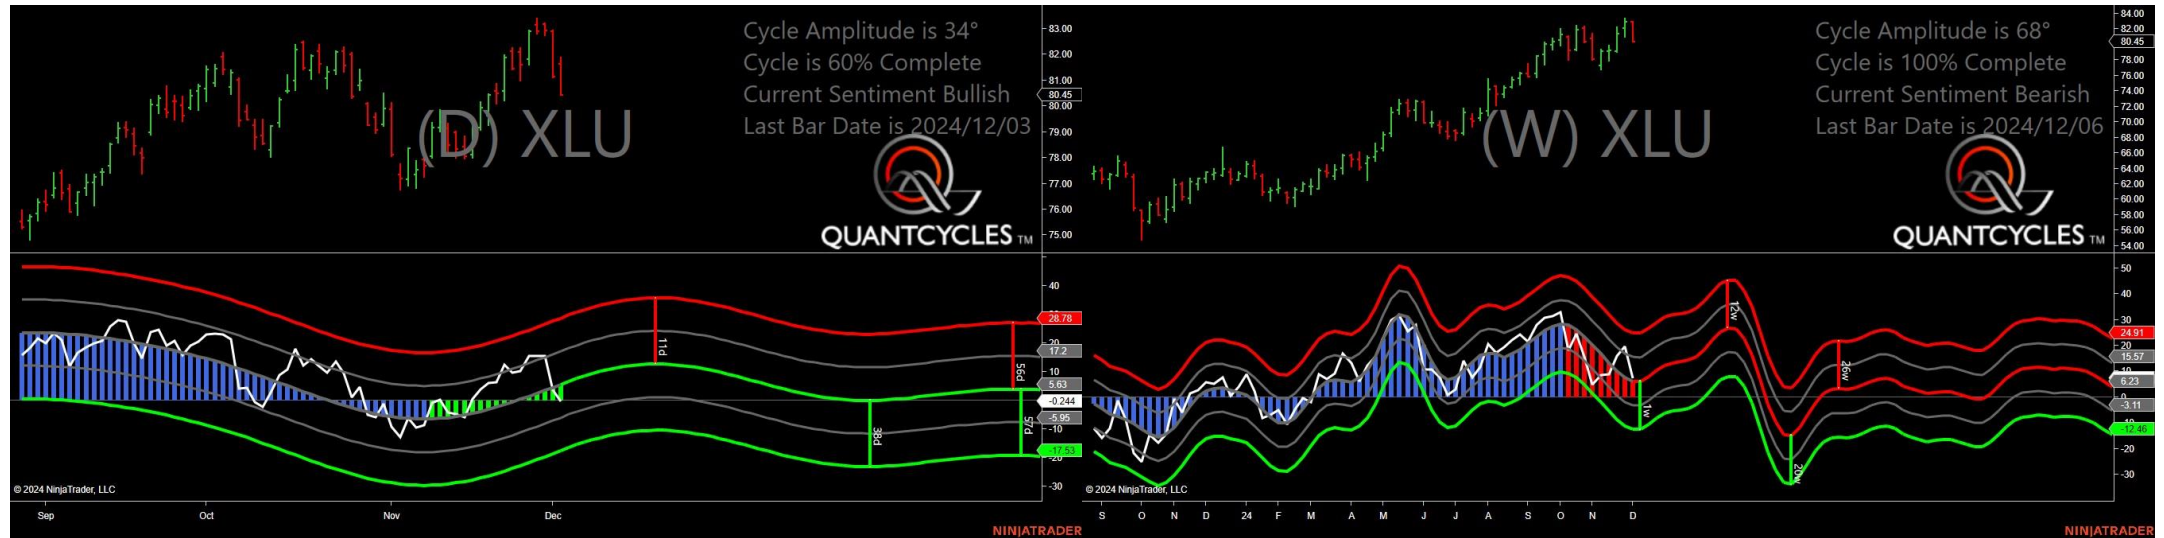 Cycle Amplitude is 34°
Cycle is 60% Complete
Current Sentiment Bullish
Last Bar Date is 2024/12/03
(D) XLU
QUANTCYCLES TM
83.00
82.00
81.00
80.45
80.00
79.00
78.00
77.00
76.00
75.00
40
28.78
20
17.2
10
5.63
-0.244
-5.95
-10
-17.53
-20
-30
11d
38d
56d
57d
© 2024 NinjaTrader, LLC
Sep Oct Nov Dec
NINJATRADER
Cycle Amplitude is 68°
Cycle is 100% Complete
Current Sentiment Bearish
Last Bar Date is 2024/12/06
(W) XLU
QUANTCYCLES TM
84.00
82.00
80.45
78.00
76.00
74.00
72.00
70.00
68.00
66.00
64.00
62.00
60.00
58.00
56.00
54.00
50
40
30
24.91
20
15.57
6.23
0
-3.11
-12.46
-20
-30
1w
12w
20w
26w
© 2024 NinjaTrader, LLC
S O N D 24 F M A M J J A S O N D
NINJATRADER